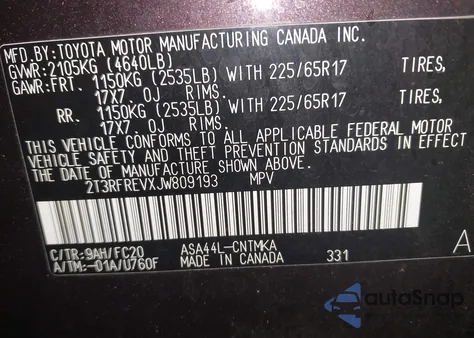 MFD.BY:TOYOTA MOTOR MANUFACTURING CANADA INC.
GVWR:2105KG (4640LB)
GAWR:FRT. 1150KG (2535LB) WITH 225/65R17 TIRES,
17X7.0J RIMS.
RR. 1150KG (2535LB) WITH 225/65R17 TIRES,
17X7.0J RIMS.
THIS VEHICLE CONFORMS TO ALL APPLICABLE FEDERAL MOTOR
VEHICLE SAFETY AND THEFT PREVENTION STANDARDS IN EFFECT
ON THE DATE OF MANUFACTURE SHOWN ABOVE.
2T3RFREVXJW809193 MPV
C/TR:9AH/FC20 ASA44L-CNTMKA A
A/TM:-01A/U760F MADE IN CANADA 331
autoSnap